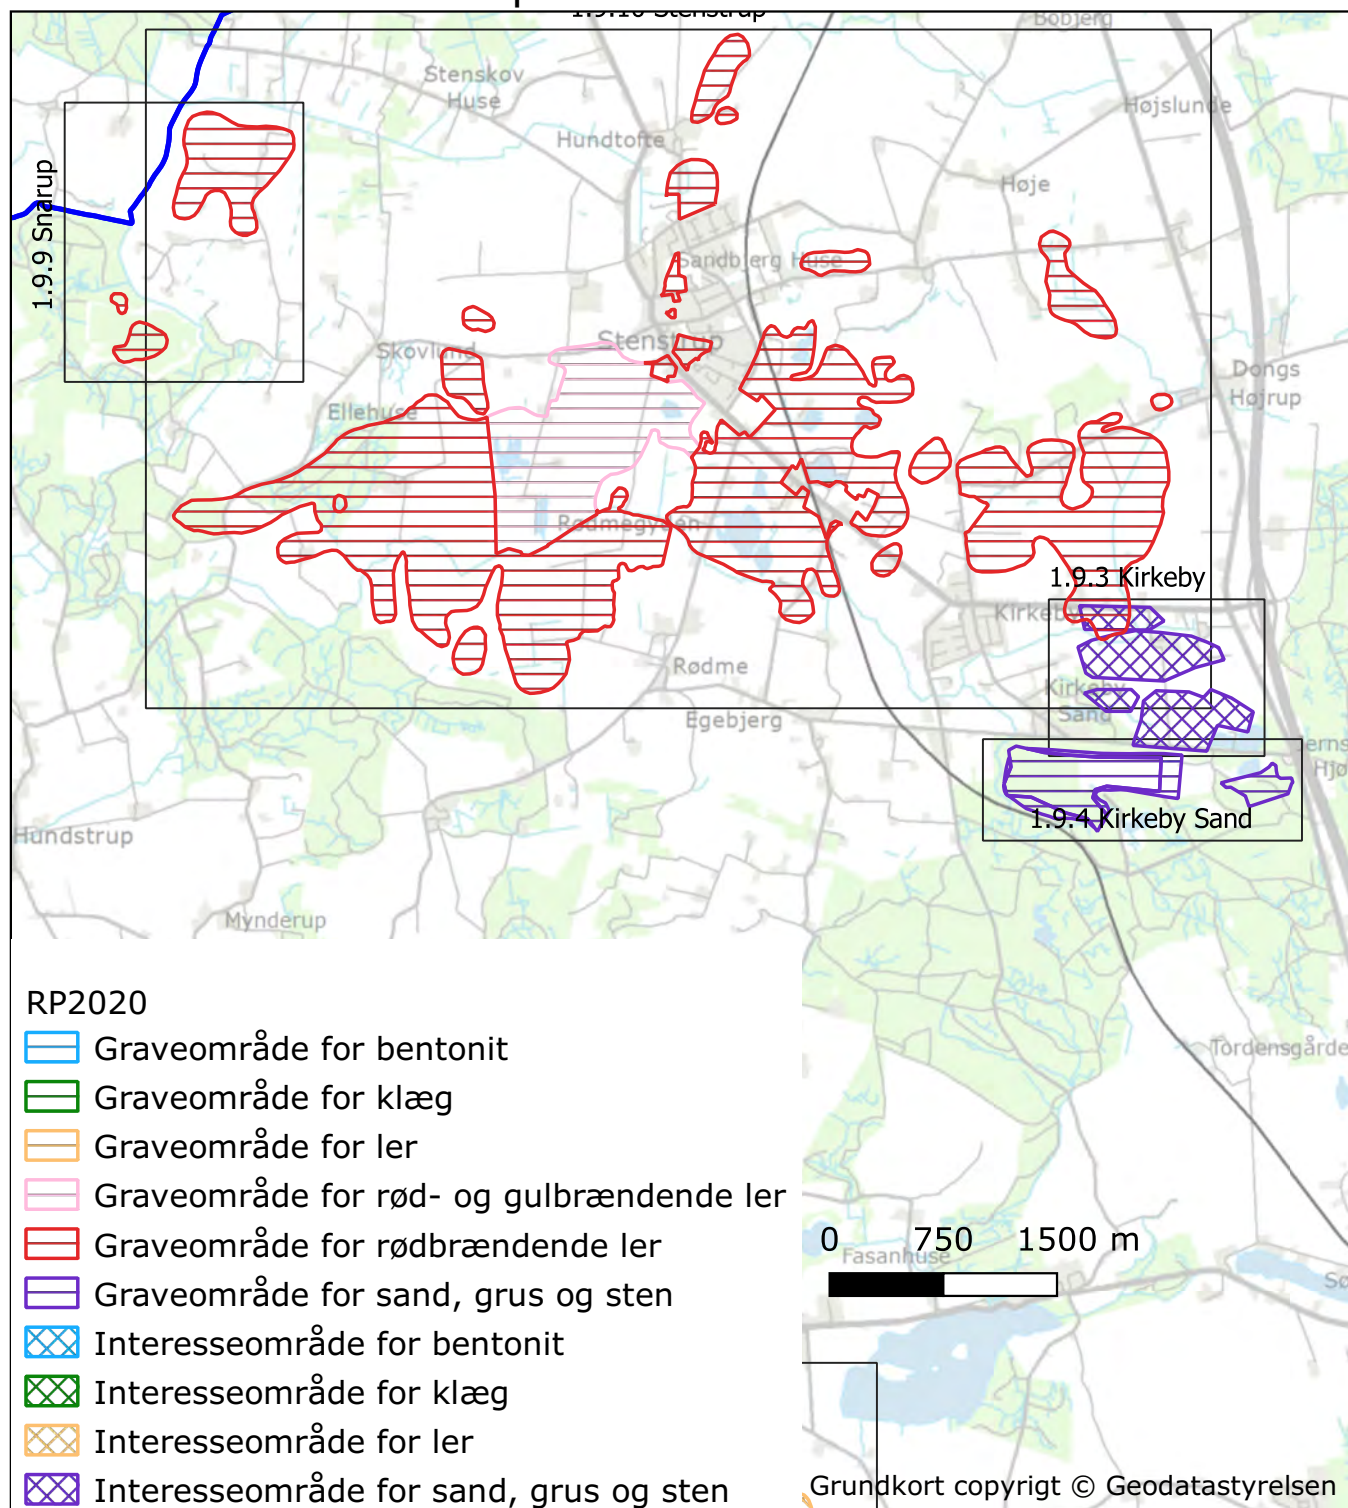 1.9.10 Stenstrup
Bobjerg
Stenskov
Huse
Højslunde
Hundtofte
Høje
1.9.9 Snarup
Sandbjerg Huse
Stenstrup
Skovlund
Dongs
Højrup
Ellehuse
Rødmegyden
1.9.3 Kirkeby
Kirkeby
Rødme
Kirkeby
Sand
Egebjerg
1.9.4 Kirkeby Sand
Hundstrup
Mynderup
RP2020
Graveområde for bentonit
Graveområde for klæg
Graveområde for ler
Graveområde for rød- og gulbrændende ler
Graveområde for rødbrændende ler
Graveområde for sand, grus og sten
Interesseområde for bentonit
Interesseområde for klæg
Interesseområde for ler
Interesseområde for sand, grus og sten
Tordensgårde
0 750 1500 m
Fasanhuse
Grundkort copyrigt © Geodatastyrelsen